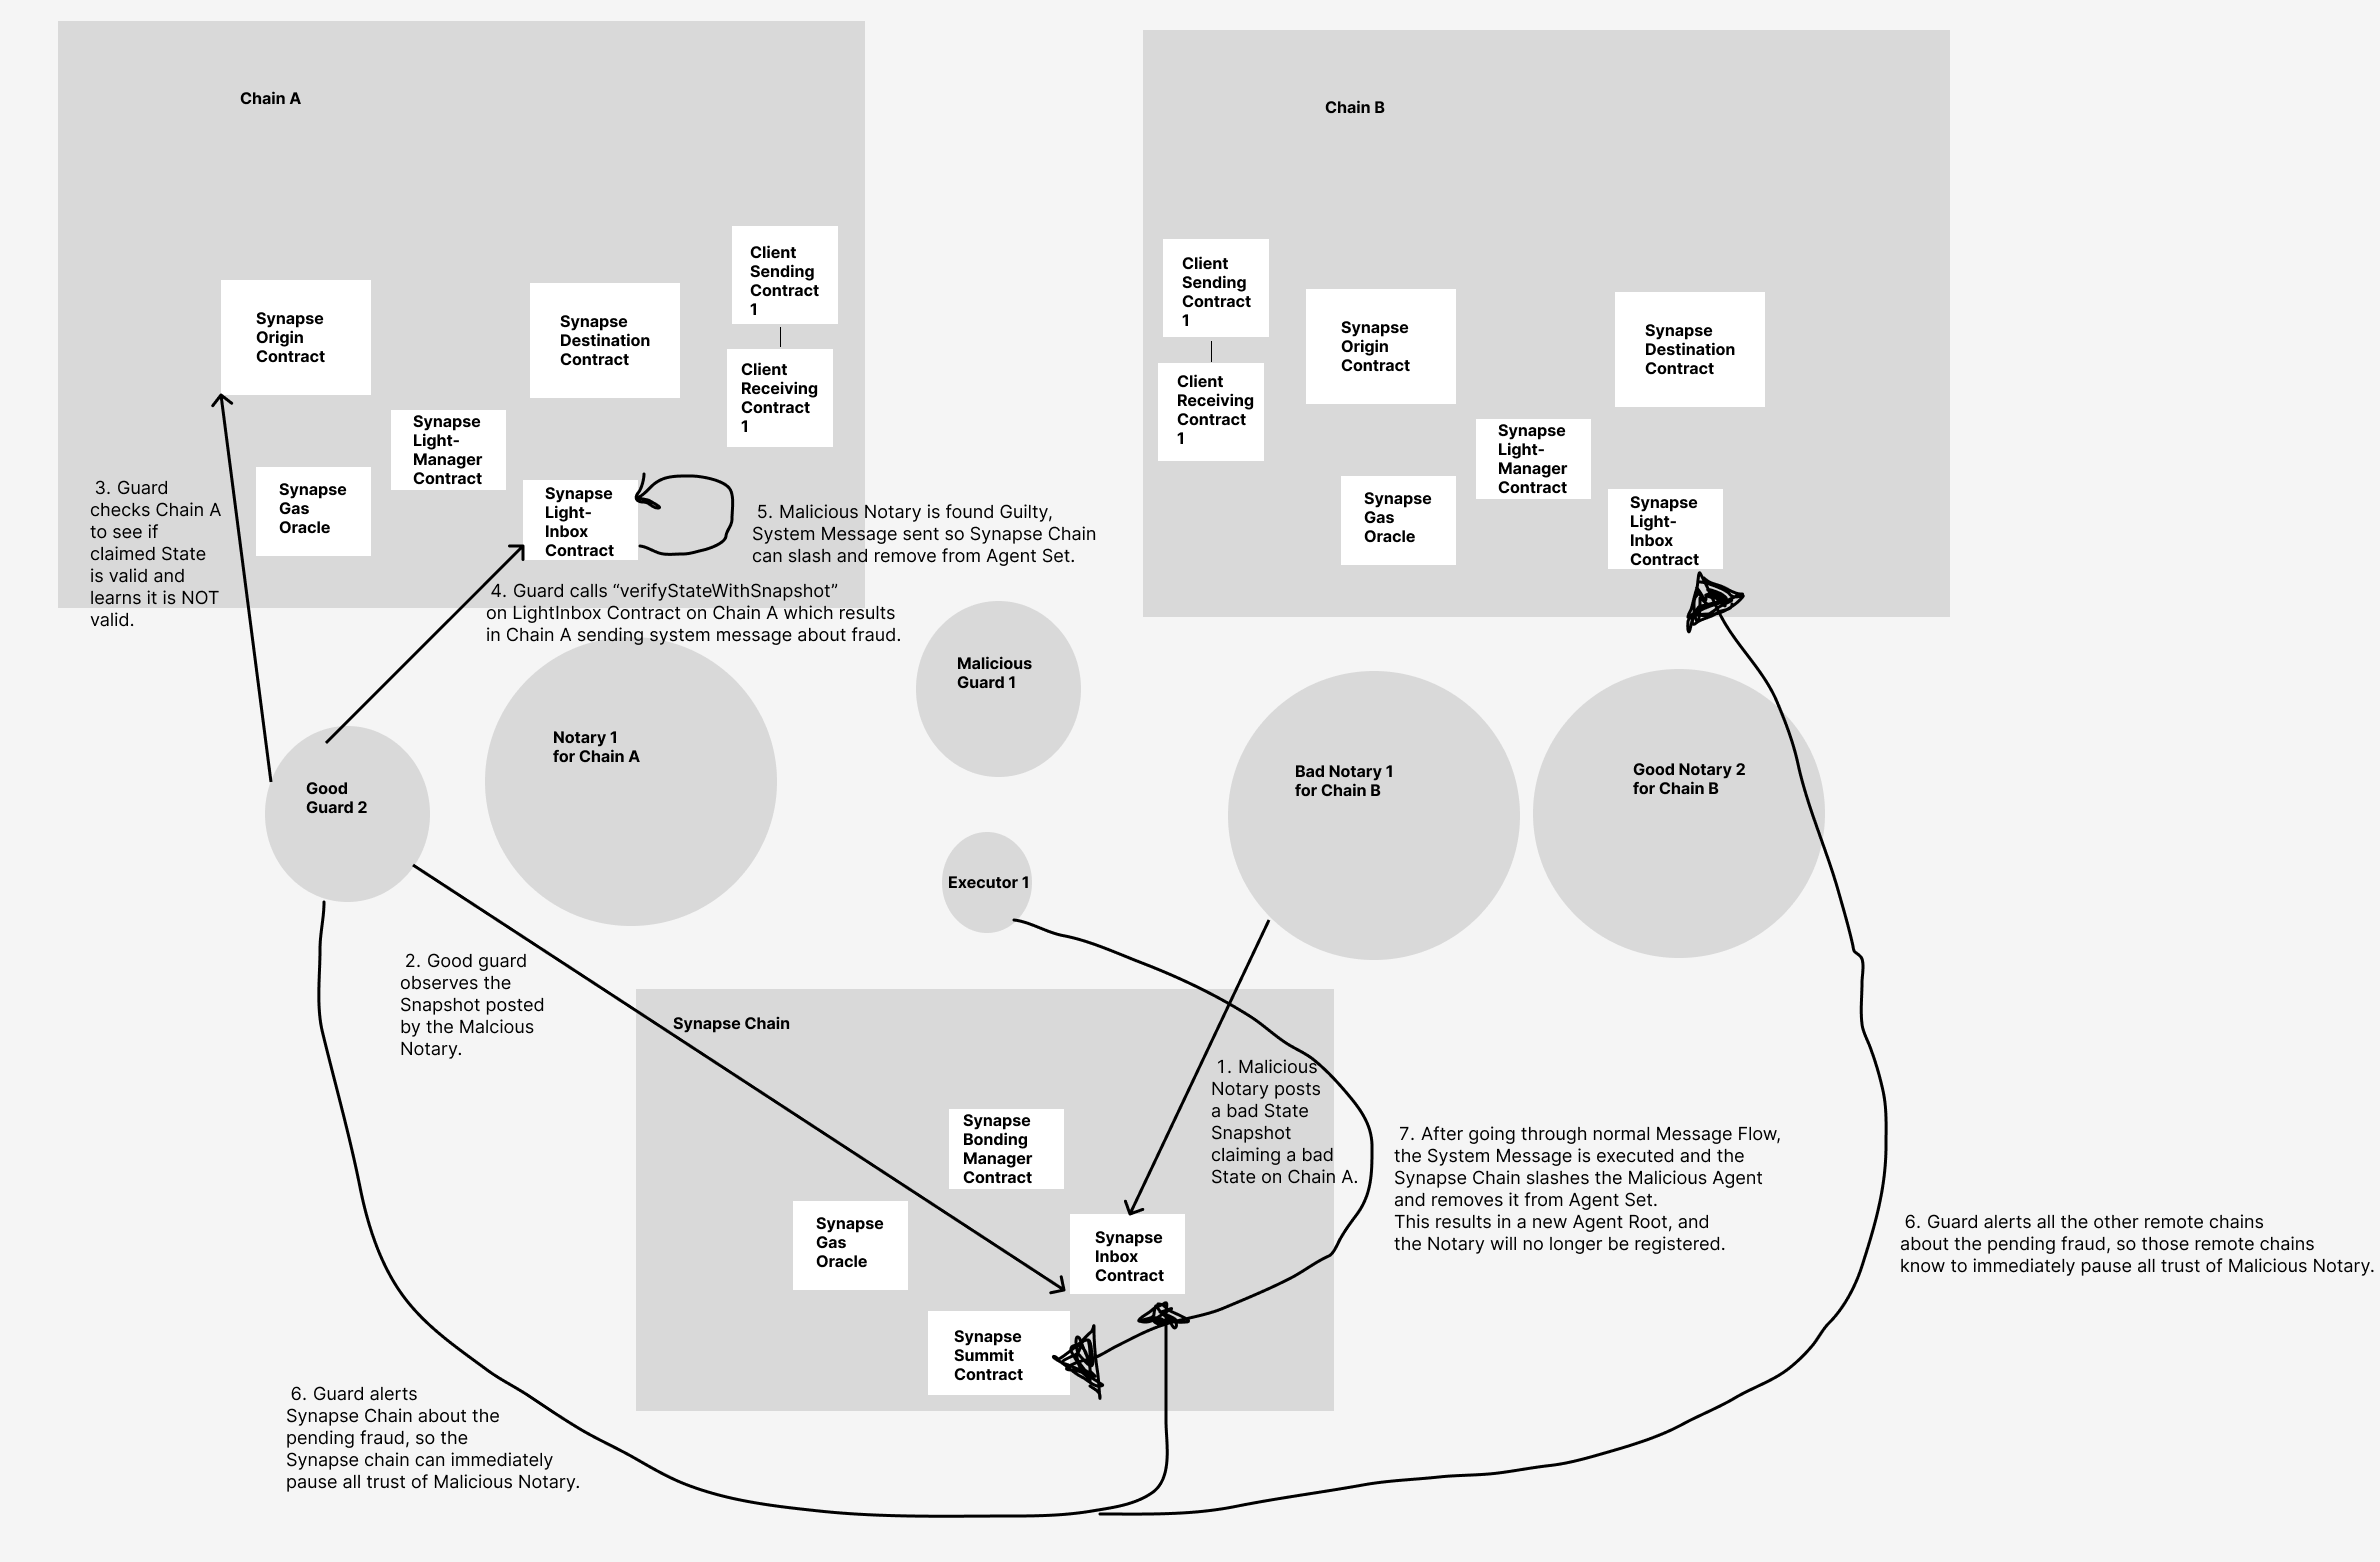 Chain A
Synapse
Origin
Contract
Synapse
Destination
Contract
Client
Sending
Contract
1
Client
Receiving
Contract
1
Synapse
Light-
Manager
Contract
Synapse
Gas
Oracle
Synapse
Light-
Inbox
Contract
3. Guard
checks Chain A
to see if
claimed State
is valid and
learns it is NOT
valid.
5. Malicious Notary is found Guilty,
System Message sent so Synapse Chain
can slash and remove from Agent Set.
4. Guard calls “verifyStateWithSnapshot”
on LightInbox Contract on Chain A which results
in Chain A sending system message about fraud.
Chain B
Client
Sending
Contract
1
Client
Receiving
Contract
1
Synapse
Origin
Contract
Synapse
Destination
Contract
Synapse
Light-
Manager
Contract
Synapse
Gas
Oracle
Synapse
Light-
Inbox
Contract
Good
Guard 2
Notary 1
for Chain A
Malicious
Guard 1
Executor 1
Bad Notary 1
for Chain B
Good Notary 2
for Chain B
2. Good guard
observes the
Snapshot posted
by the Malcious
Notary.
Synapse Chain
Synapse
Bonding
Manager
Contract
Synapse
Gas
Oracle
Synapse
Inbox
Contract
Synapse
Summit
Contract
1. Malicious
Notary posts
a bad State
Snapshot
claiming a bad
State on Chain A.
7. After going through normal Message Flow,
the System Message is executed and the
Synapse Chain slashes the Malicious Agent
and removes it from Agent Set.
This results in a new Agent Root, and
the Notary will no longer be registered.
6. Guard alerts all the other remote chains
about the pending fraud, so those remote chains
know to immediately pause all trust of Malicious Notary.
6. Guard alerts
Synapse Chain about the
pending fraud, so the
Synapse chain can immediately
pause all trust of Malicious Notary.